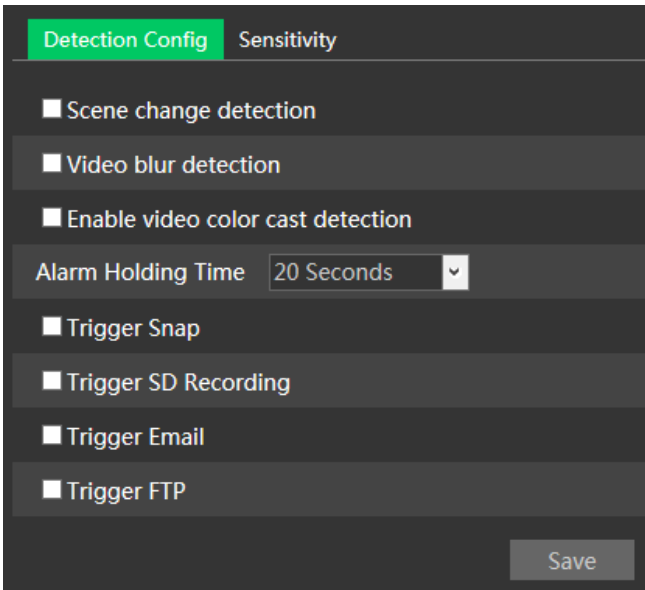 Detection Config Sensitivity
Scene change detection
Video blur detection
Enable video color cast detection
Alarm Holding Time 20 Seconds
Trigger Snap
Trigger SD Recording
Trigger Email
Trigger FTP
Save